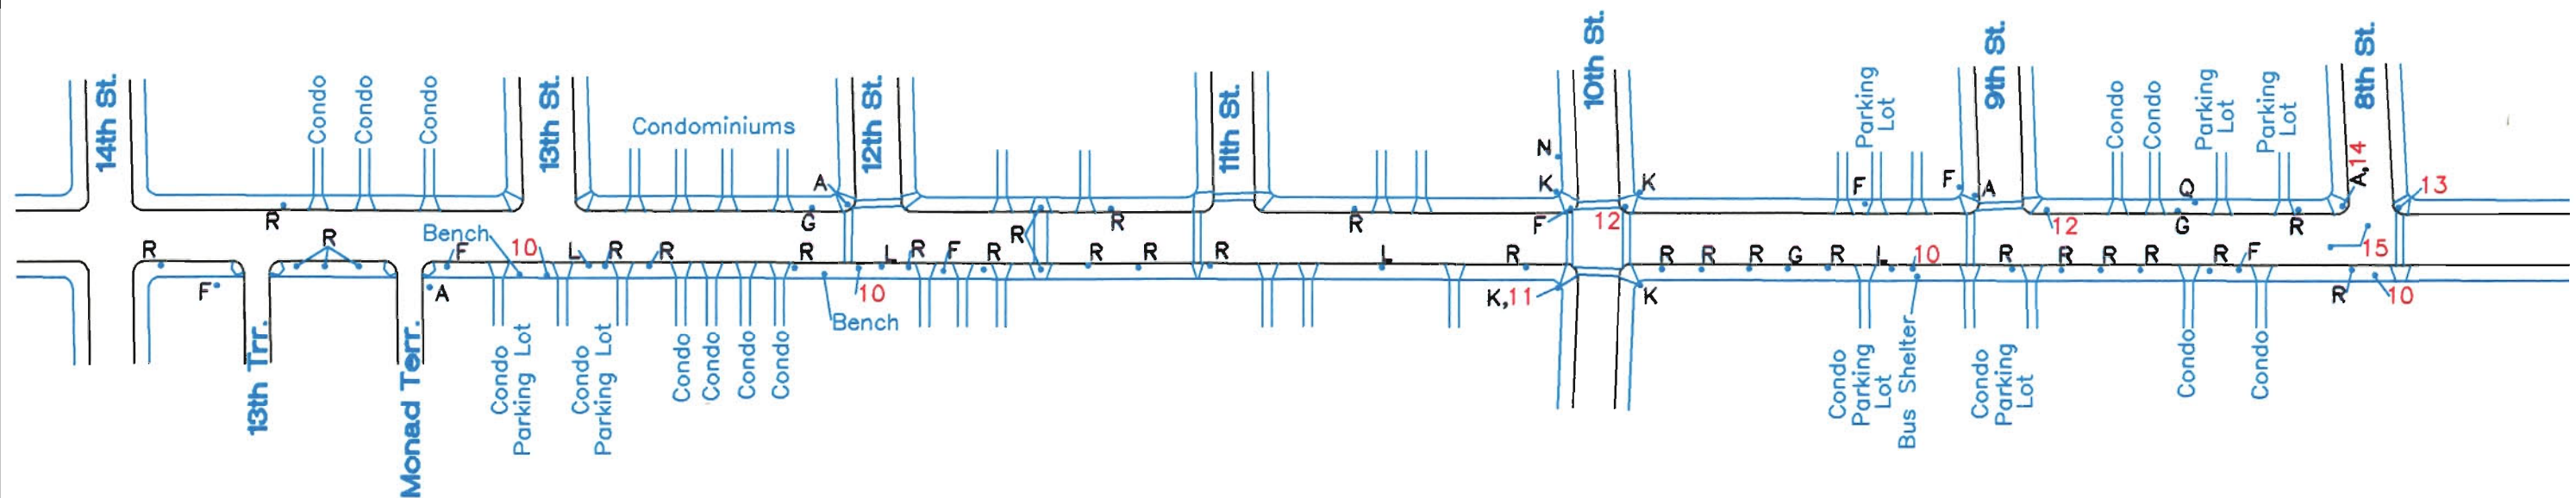 14th St.
Condo
Condo
Condo
13th St.
Condominiums
12th St.
11th St.
10th St.
Parking
Lot
9th St.
Condo
Condo
Parking
Lot
Parking
Lot
8th St.
A
N
K
K
F
F
A
Q
A,14
13
R
G
R
R
F
12
12
G
R
R
R
Bench
F
10
L
R
R
R
L
R
F
R
R
R
R
R
L
R
R
R
R
G
R
L
10
R
R
R
R
R
F
15
F
A
10
K,11
K
R
10
Bench
13th Trr.
Monad Terr.
Condo
Parking Lot
Condo
Parking Lot
Condo
Condo
Condo
Condo
Condo
Parking
Lot
Bus Shelter
Condo
Parking
Lot
Condo
Condo